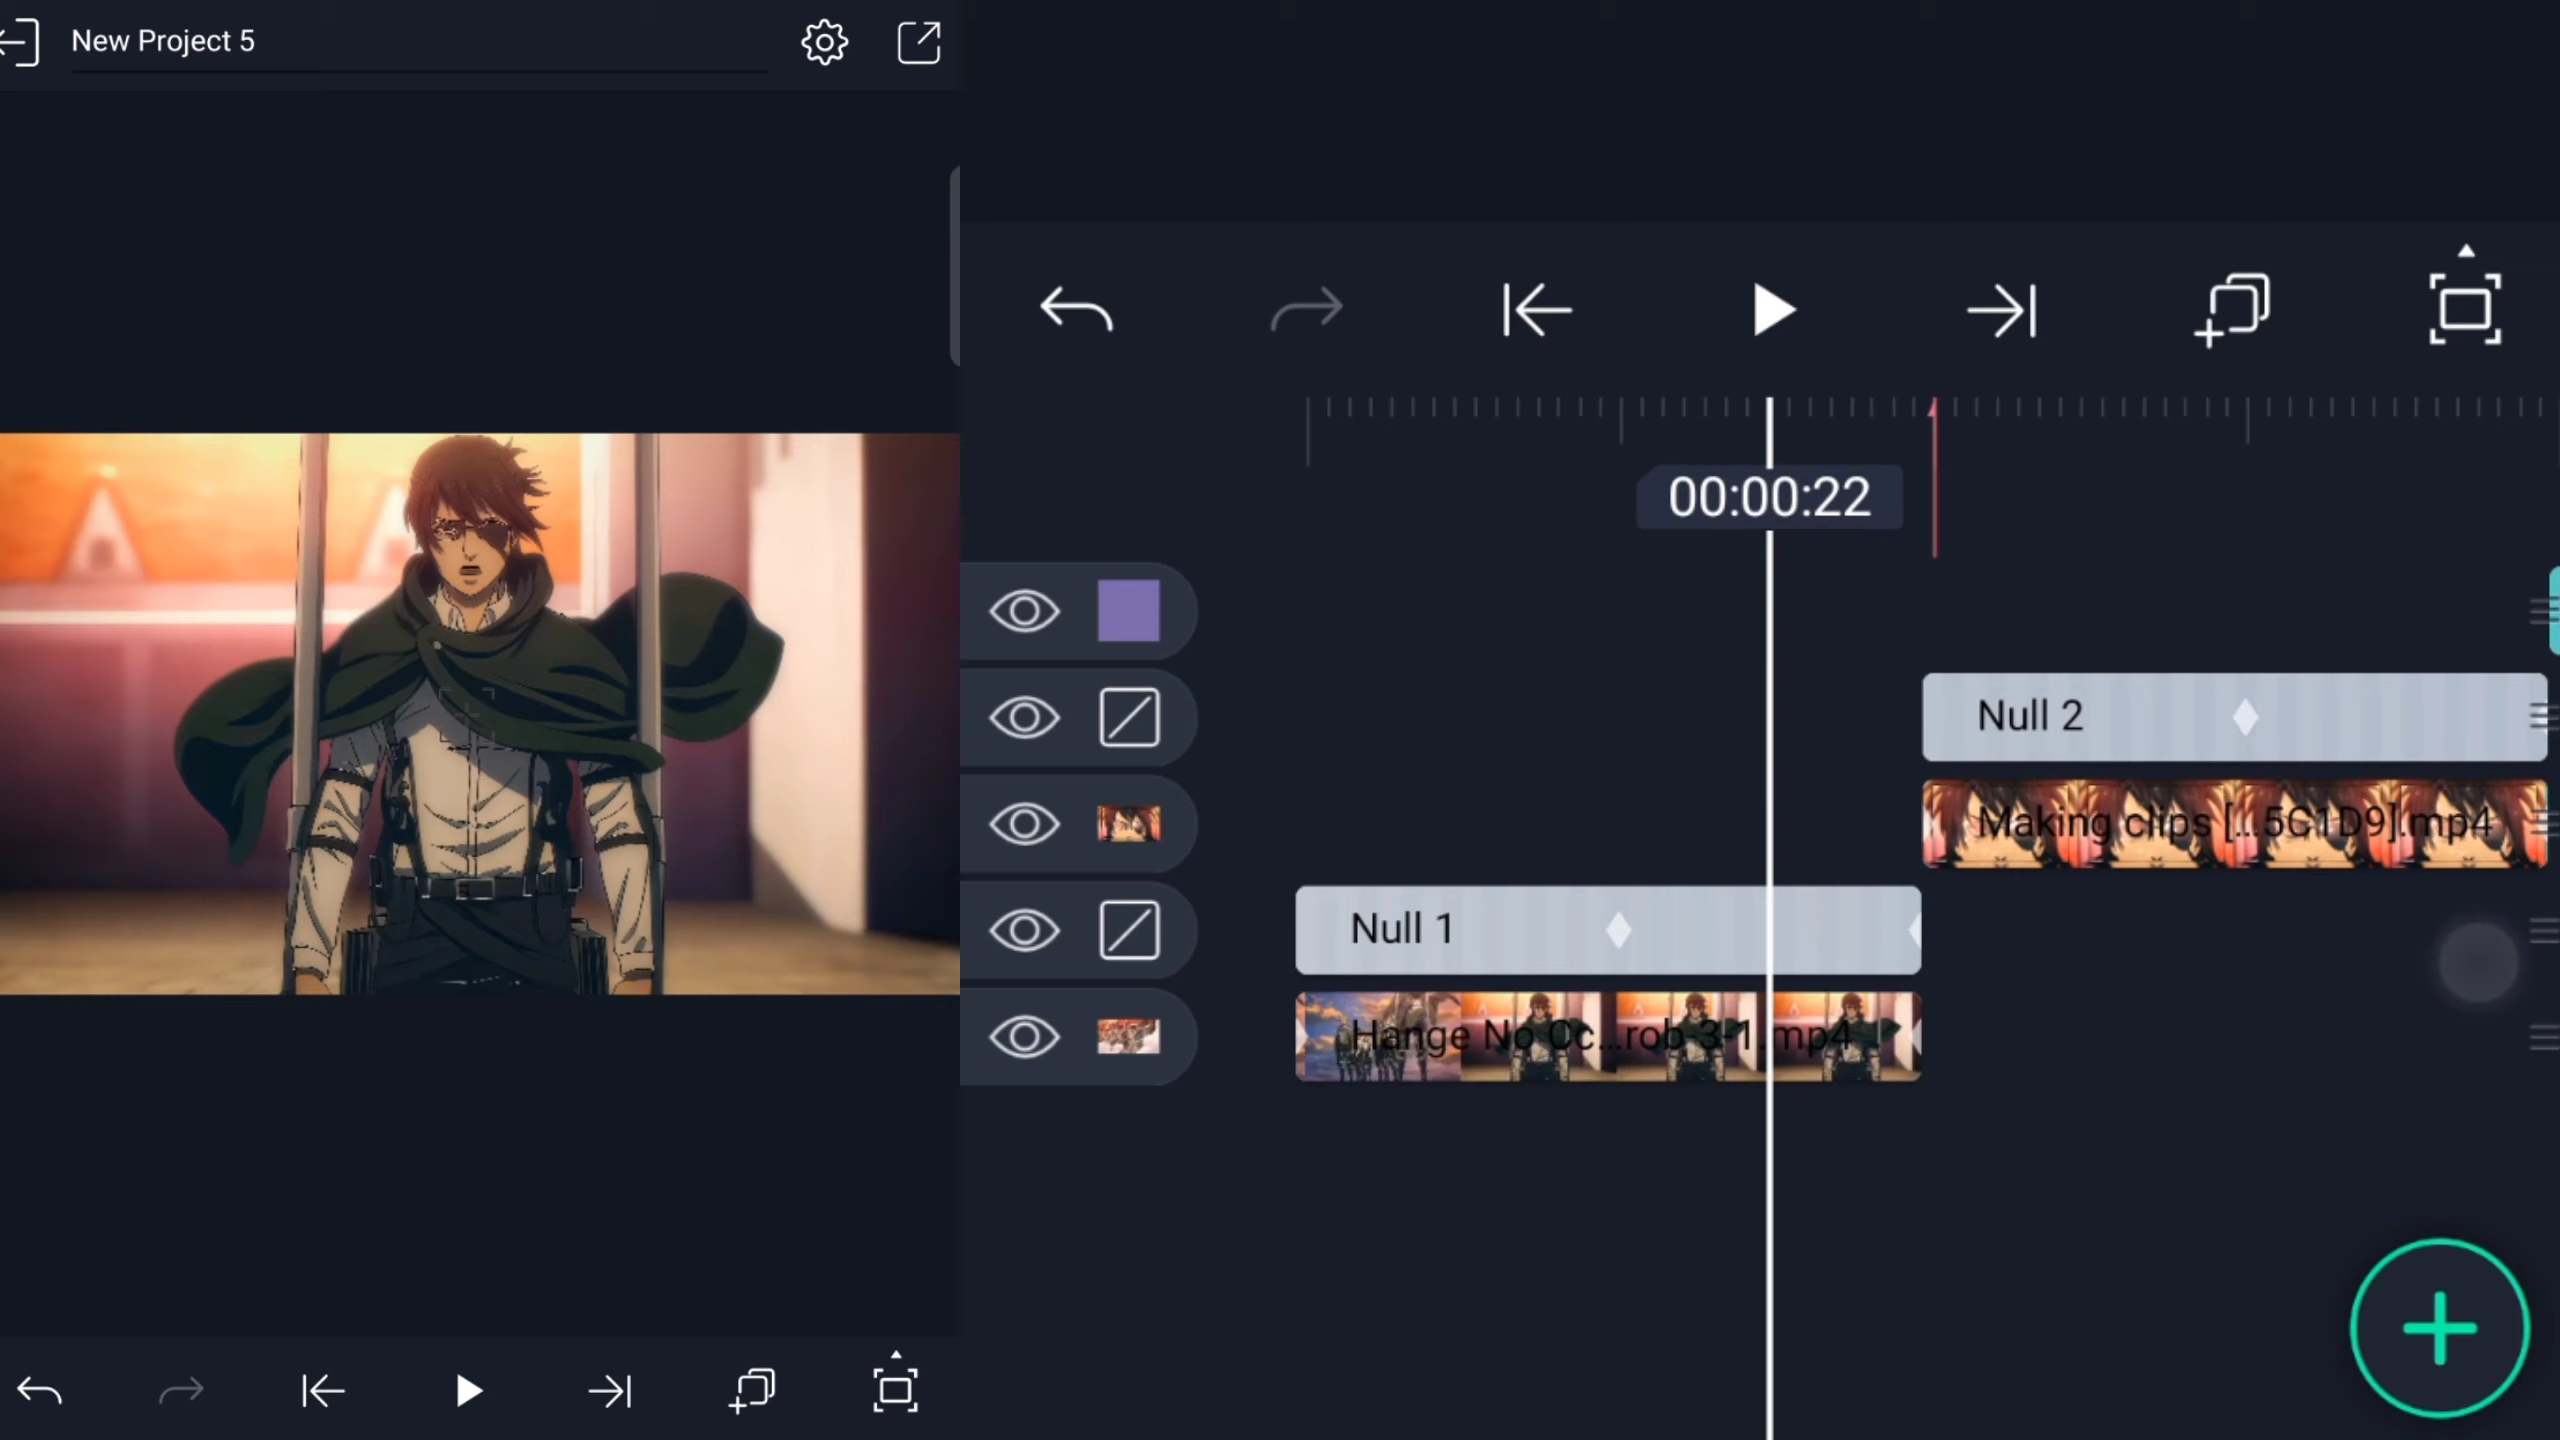 New Project 5
00:00:22
Null 2
Making clips [...5C1D9].mp4
Null 1
Hange No Cc...rob-3-1.mp4